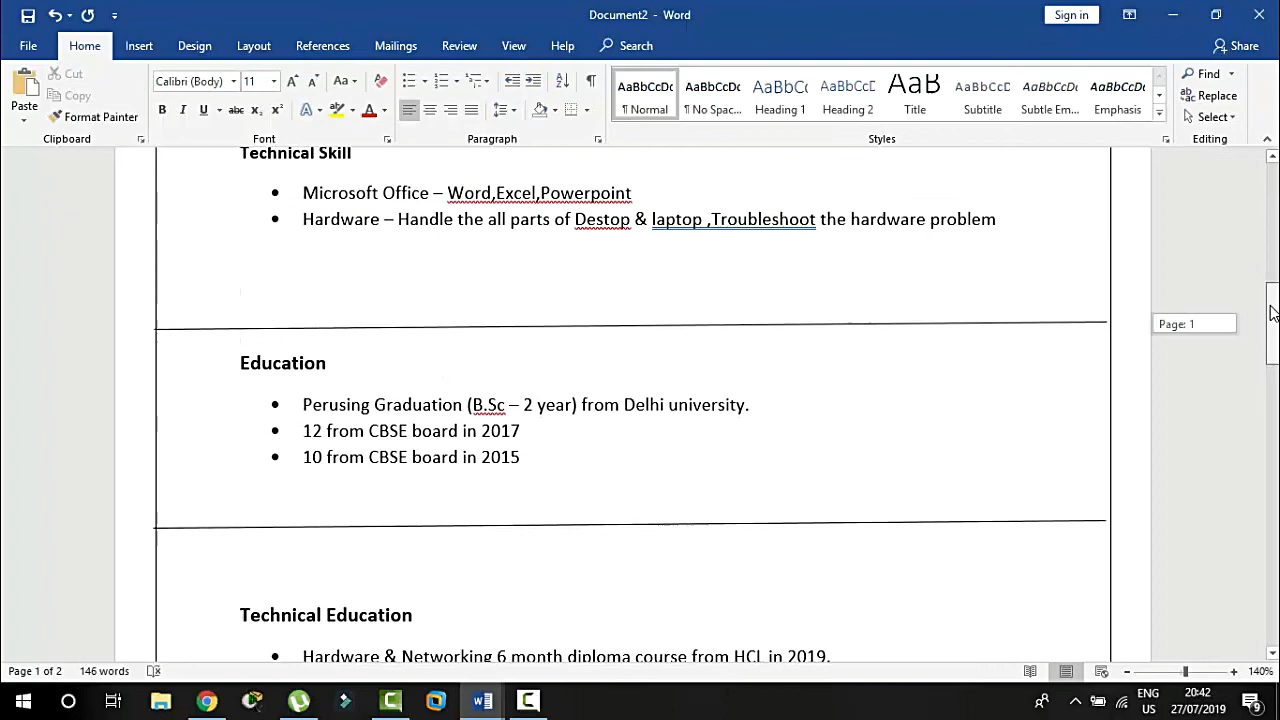 Document2 - Word
Sign in
File Home Insert Design Layout References Mailings Review View Help Search Share
Paste
Cut
Copy
Format Painter
Clipboard
Calibri (Body) 11
Font
Paragraph
AaBbCcDc
¶ Normal
AaBbCcDc
¶ No Spac...
AaBbCc
Heading 1
AaBbCcD
Heading 2
AaB
Title
AaBbCcD
Subtitle
AaBbCcDc
Subtle Em...
AaBbCcDc
Emphasis
Styles
Find
Replace
Select
Editing
Technical Skill
• Microsoft Office – Word,Excel,Powerpoint
• Hardware – Handle the all parts of Destop & laptop ,Troubleshoot the hardware problem
Page: 1
Education
• Perusing Graduation (B.Sc – 2 year) from Delhi university.
• 12 from CBSE board in 2017
• 10 from CBSE board in 2015
Technical Education
• Hardware & Networking 6 month diploma course from HCL in 2019.
Page 1 of 2 146 words 140%
ENG
US
20:42
27/07/2019
9